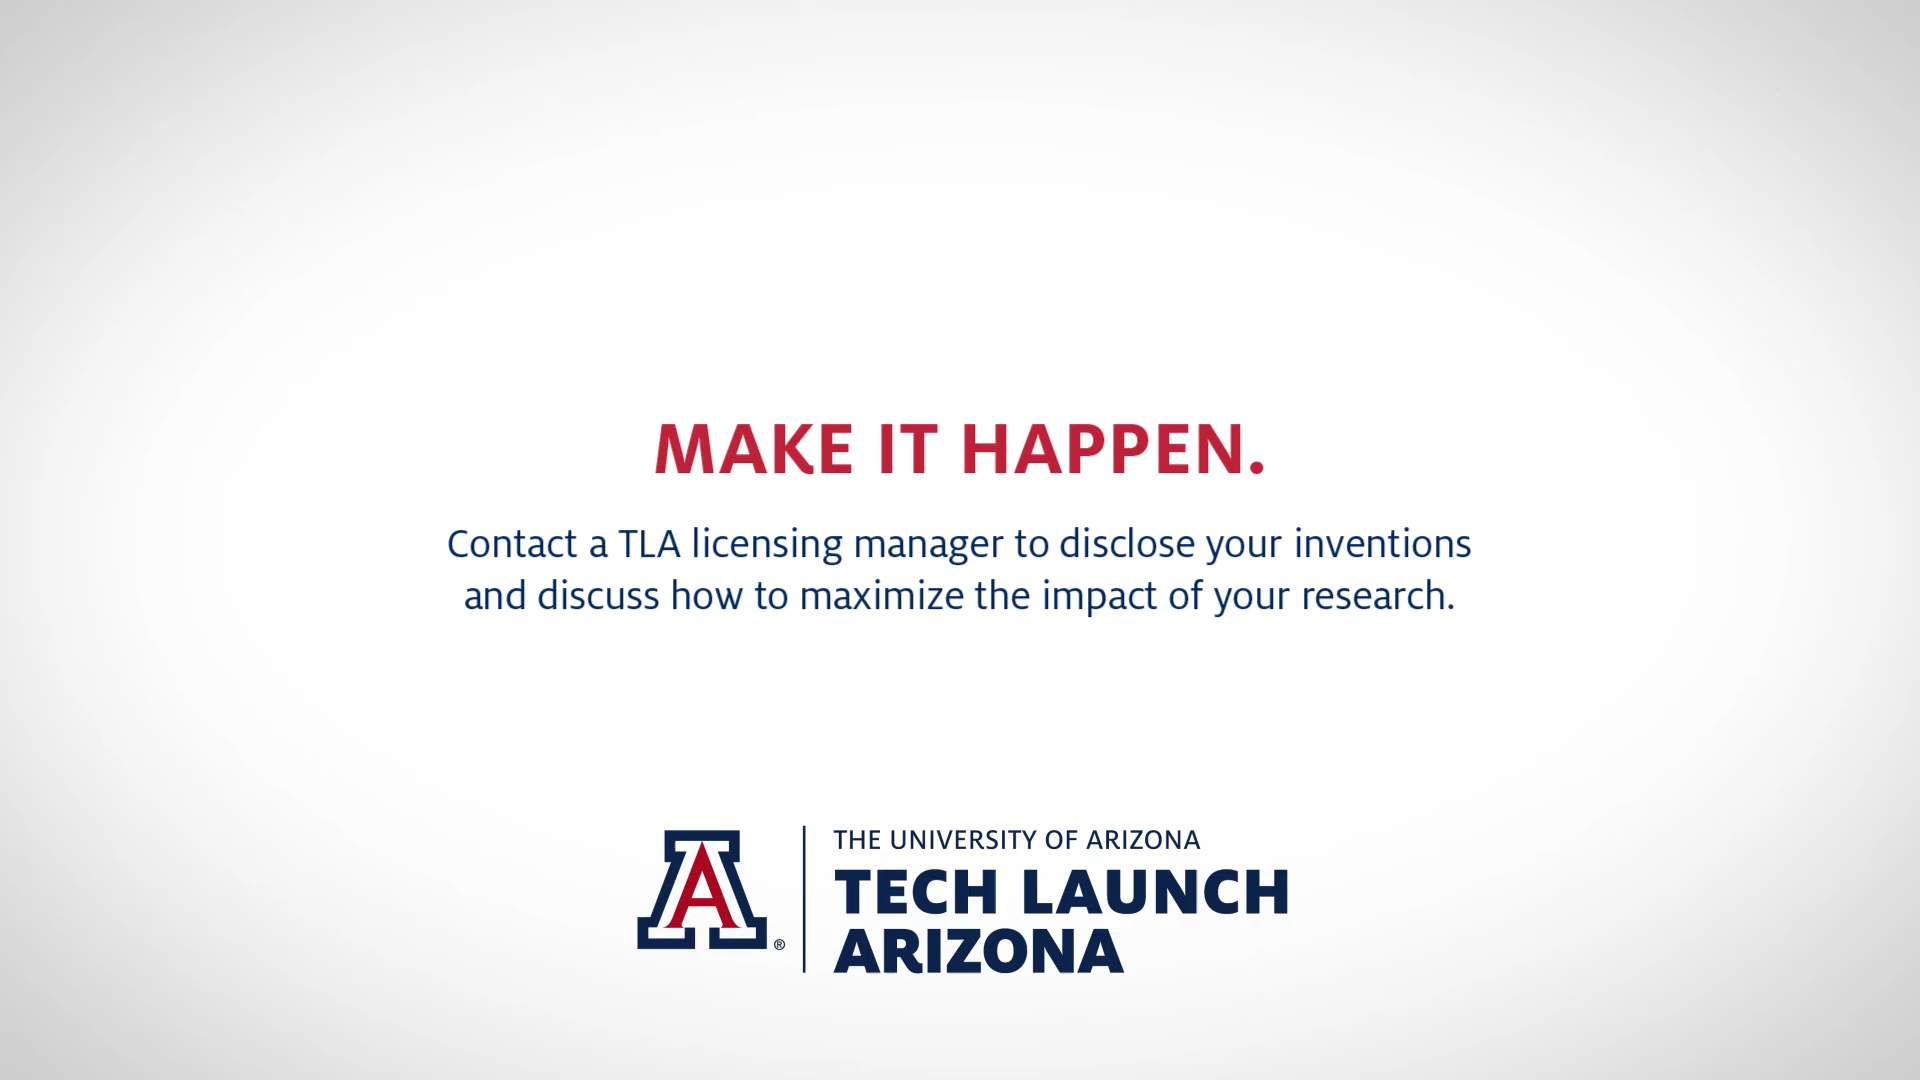 MAKE IT HAPPEN.
Contact a TLA licensing manager to disclose your inventions
and discuss how to maximize the impact of your research.
A
®
THE UNIVERSITY OF ARIZONA
TECH LAUNCH
ARIZONA